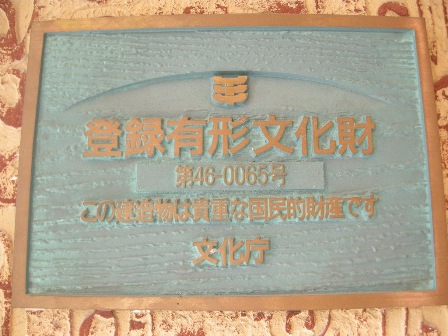 登録有形文化財
第46-0065号
この建造物は貴重な国民的財産です
文化庁